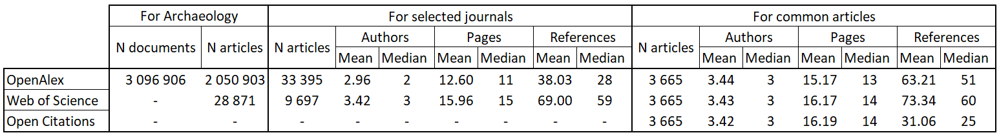 For Archaeology For selected journals For common articles
N documents N articles N articles Authors Pages References N articles Authors Pages References
Mean Median Mean Median Mean Median Mean Median Mean Median Mean Median
OpenAlex 3 096 906 2 050 903 33 395 2.96 2 12.60 11 38.03 28 3 665 3.44 3 15.17 13 63.21 51
Web of Science - 28 871 9 697 3.42 3 15.96 15 69.00 59 3 665 3.43 3 16.17 14 73.34 60
Open Citations - - - - - - - - - 3 665 3.42 3 16.19 14 31.06 25